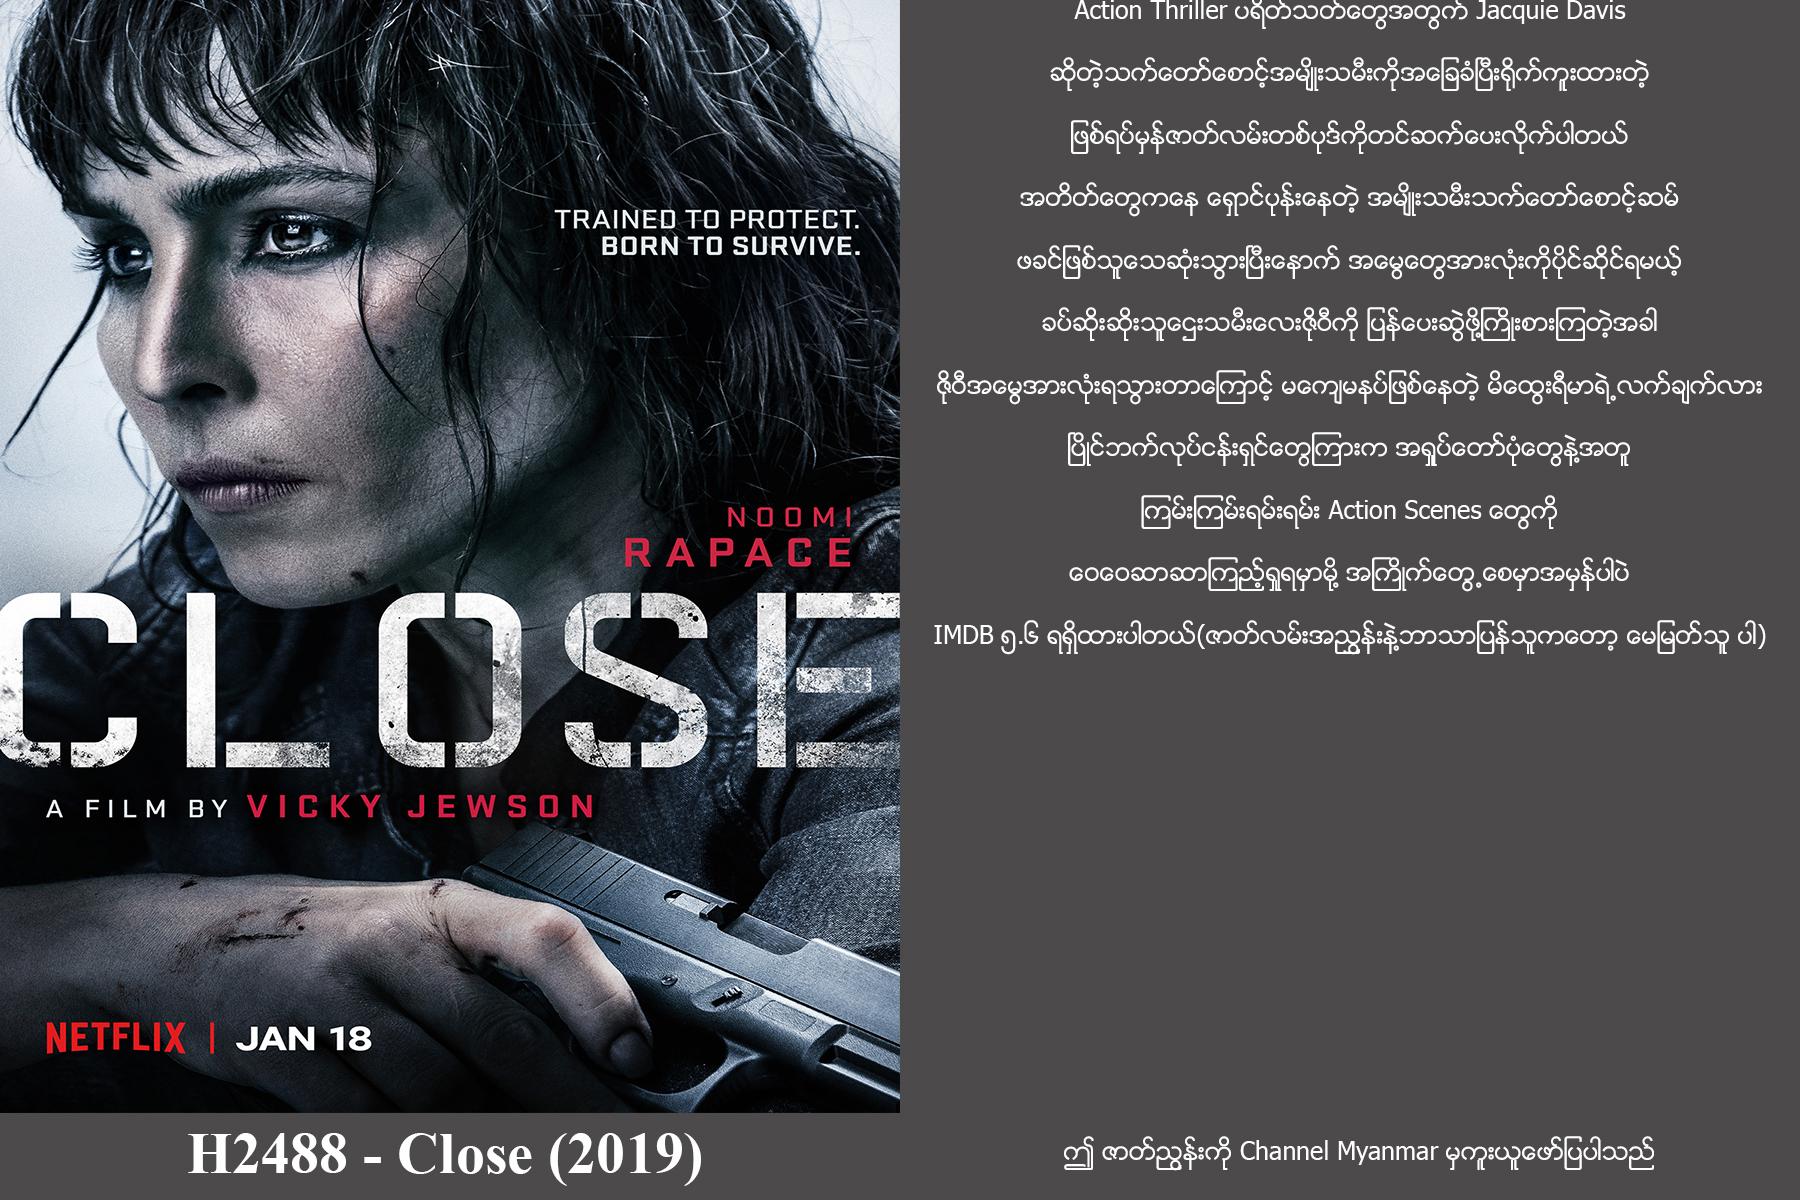 TRAINED TO PROTECT.
BORN TO SURVIVE.
NOOMI
RAPACE
CLOSE
A FILM BY VICKY JEWSON
NETFLIX | JAN 18
H2488 - Close (2019)
Action Thriller ပရိတ်သတ်တွေအတွက် Jacquie Davis
ဆိုတဲ့သက်တော်စောင့်အမျိုးသမီးကိုအခြေခံပြီးရိုက်ကူးထားတဲ့
ဖြစ်ရပ်မှန်ဇာတ်လမ်းတစ်ပုဒ်ကိုတင်ဆက်ပေးလိုက်ပါတယ်
အတိတ်တွေကနေ ရှောင်ပုန်းနေတဲ့ အမျိုးသမီးသက်တော်စောင့်ဆမ်
ဖခင်ဖြစ်သူသေဆုံးသွားပြီးနောက် အမွေတွေအားလုံးကိုပိုင်ဆိုင်ရမယ့်
ခပ်ဆိုးဆိုးသူဌေးသမီးလေးဇိုဝီကို ပြန်ပေးဆွဲဖို့ကြိုးစားကြတဲ့အခါ
ဇိုဝီအမွေအားလုံးရသွားတာကြောင့် မကျေမနပ်ဖြစ်နေတဲ့ မိထွေးရီမာရဲ့လက်ချက်လား
ပြိုင်ဘက်လုပ်ငန်းရှင်တွေကြားက အရှုပ်တော်ပုံတွေနဲ့အတူ
ကြမ်းကြမ်းရမ်းရမ်း Action Scenes တွေကို
ဝေဝေဆာဆာကြည့်ရှုရမှာမို့ အကြိုက်တွေ့စေမှာအမှန်ပါပဲ
IMDB ၅.၆ ရရှိထားပါတယ်(ဇာတ်လမ်းအညွှန်းနဲ့ဘာသာပြန်သူကတော့ မေမြတ်သူ ပါ)
ဤ ဇာတ်ညွှန်းကို Channel Myanmar မှကူးယူဖော်ပြပါသည်